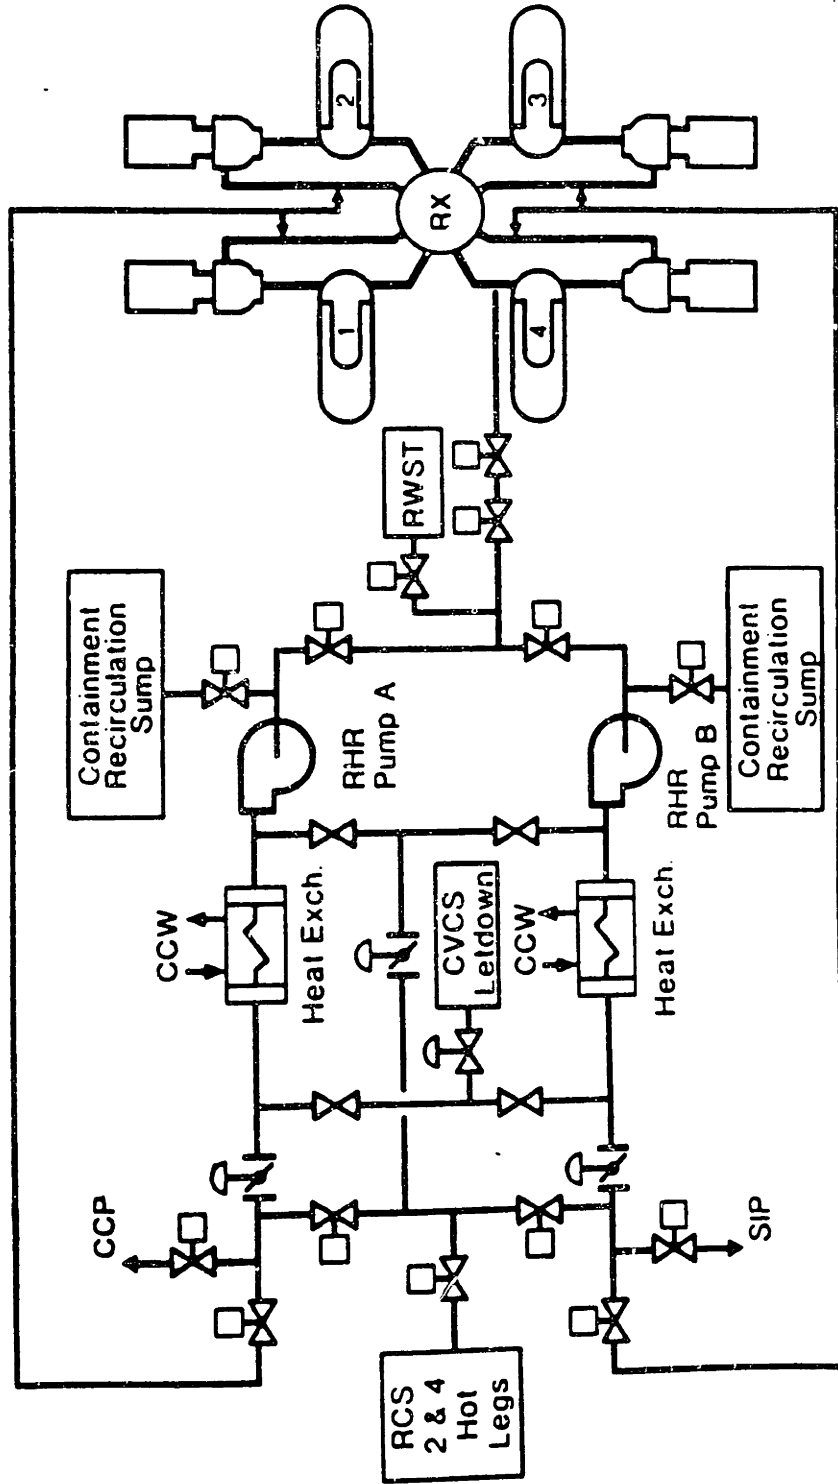 CCP
RCS
2 & 4
Hot
Legs
SIP
CCW
Heat Exch.
CVCS
Letdown
CCW
Heat Exch.
Containment
Recirculation
Sump
RHR
Pump A
RHR
Pump B
Containment
Recirculation
Sump
RWST
1
2
RX
4
3